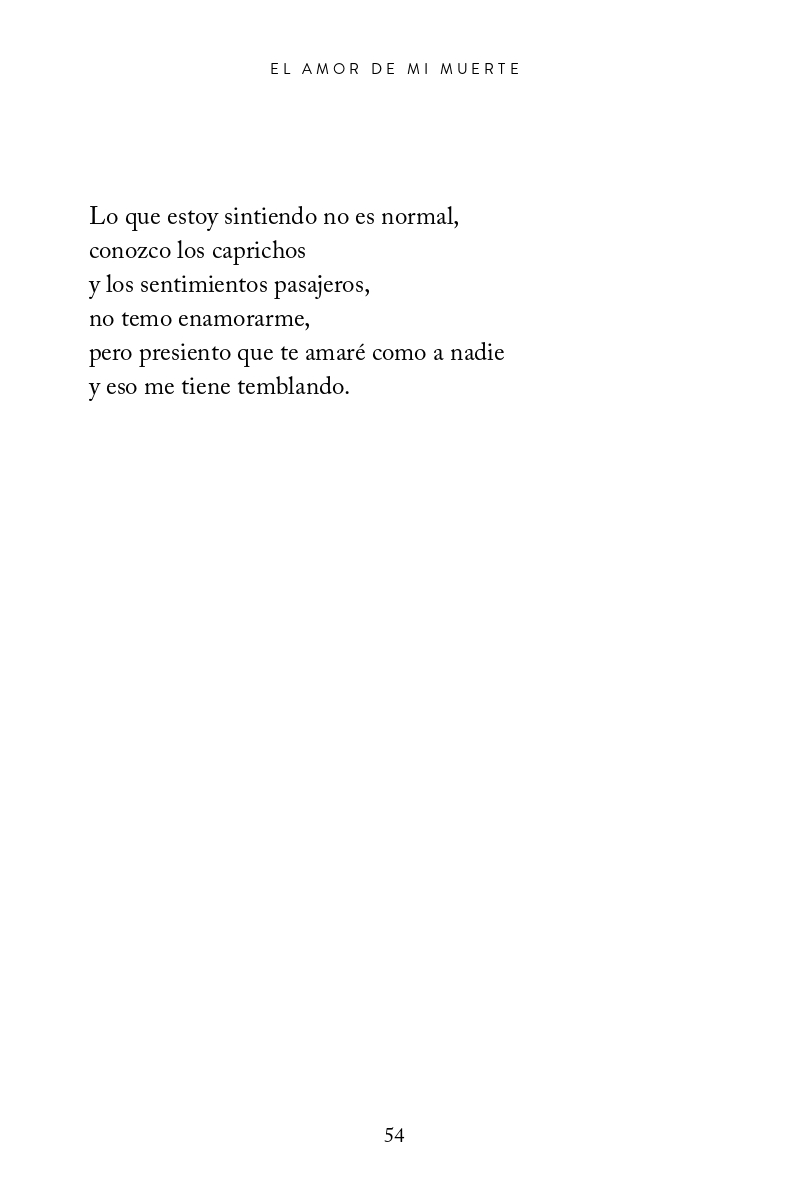 EL AMOR DE MI MUERTE
Lo que estoy sintiendo no es normal,
conozco los caprichos
y los sentimientos pasajeros,
no temo enamorarme,
pero presiento que te amaré como a nadie
y eso me tiene temblando.
54